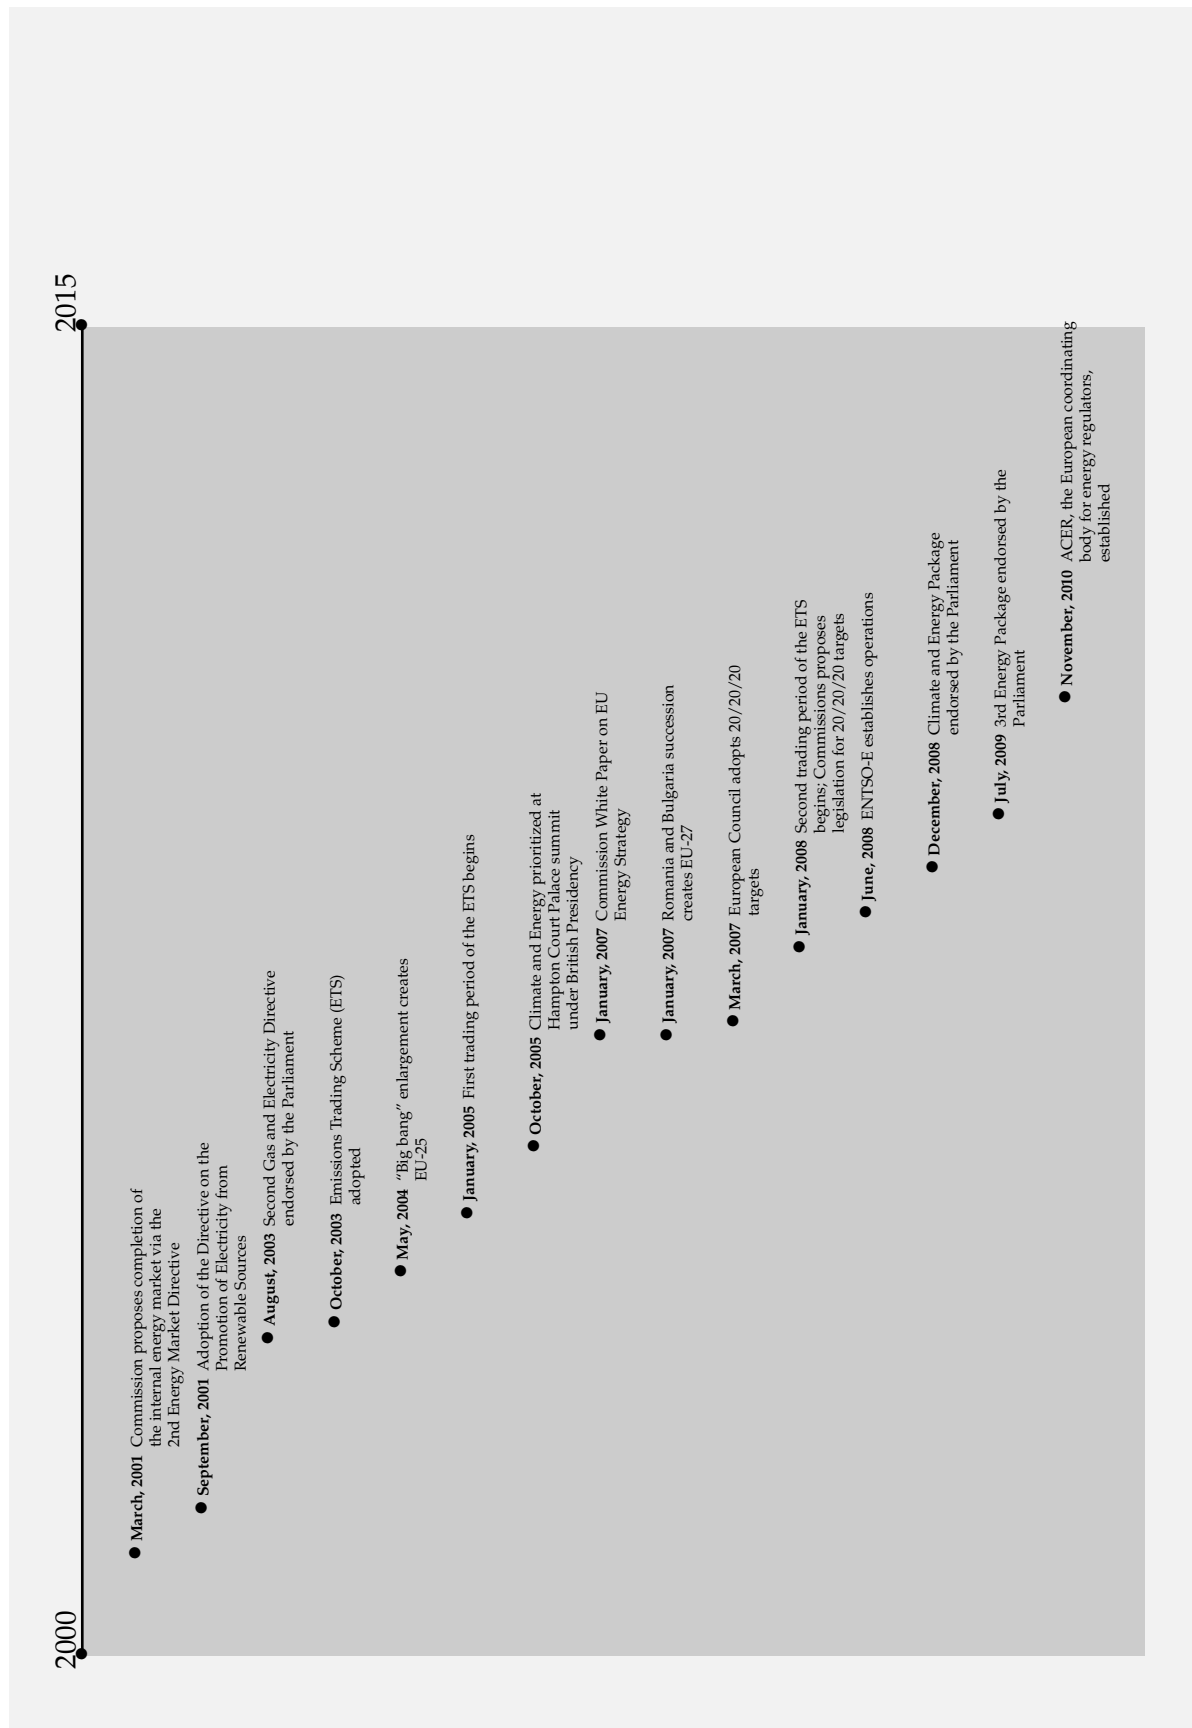 2000
2015
March, 2001 Commission proposes completion of
the internal energy market via the
2nd Energy Market Directive
September, 2001 Adoption of the Directive on the
Promotion of Electricity from
Renewable Sources
August, 2003 Second Gas and Electricity Directive
endorsed by the Parliament
October, 2003 Emissions Trading Scheme (ETS)
adopted
May, 2004 “Big bang” enlargement creates
EU-25
January, 2005 First trading period of the ETS begins
October, 2005 Climate and Energy prioritized at
Hampton Court Palace summit
under British Presidency
January, 2007 Commission White Paper on EU
Energy Strategy
January, 2007 Romania and Bulgaria succession
creates EU-27
March, 2007 European Council adopts 20/20/20
targets
January, 2008 Second trading period of the ETS
begins; Commissions proposes
legislation for 20/20/20 targets
June, 2008 ENTSO-E establishes operations
December, 2008 Climate and Energy Package
endorsed by the Parliament
July, 2009 3rd Energy Package endorsed by the
Parliament
November, 2010 ACER, the European coordinating
body for energy regulators,
established